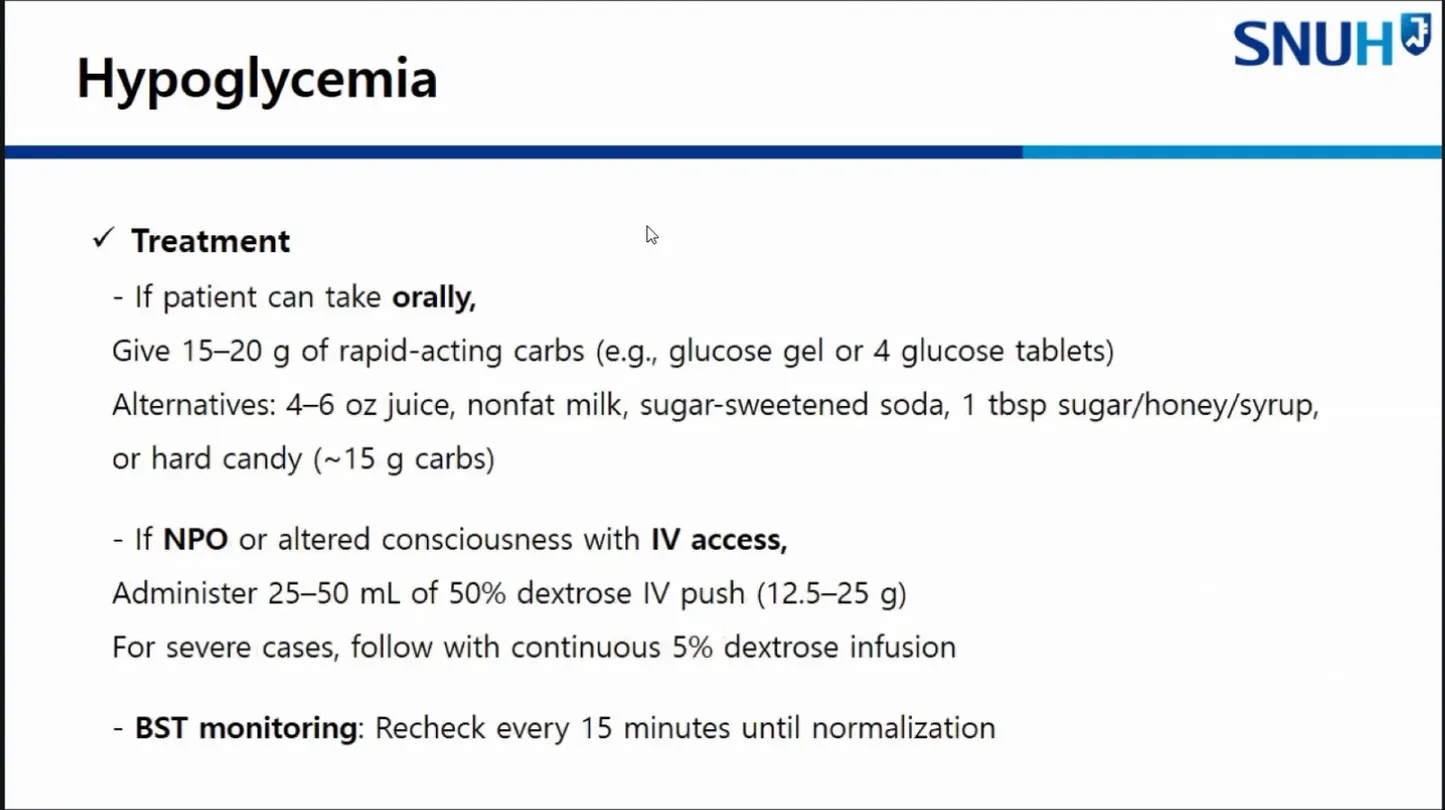 SNUH
Hypoglycemia
✓ Treatment
- If patient can take orally,
Give 15–20 g of rapid-acting carbs (e.g., glucose gel or 4 glucose tablets)
Alternatives: 4–6 oz juice, nonfat milk, sugar-sweetened soda, 1 tbsp sugar/honey/syrup,
or hard candy (~15 g carbs)
- If NPO or altered consciousness with IV access,
Administer 25–50 mL of 50% dextrose IV push (12.5–25 g)
For severe cases, follow with continuous 5% dextrose infusion
- BST monitoring: Recheck every 15 minutes until normalization